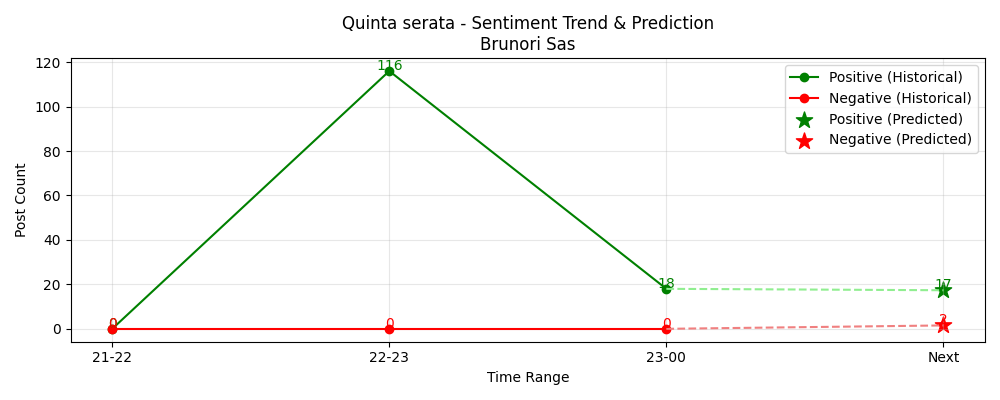 Quinta serata - Sentiment Trend & Prediction
Brunori Sas
Post Count
120
100
80
60
40
20
0
116
18
17
0
0
0
0
2
Positive (Historical)
Negative (Historical)
Positive (Predicted)
Negative (Predicted)
21-22
22-23
23-00
Next
Time Range